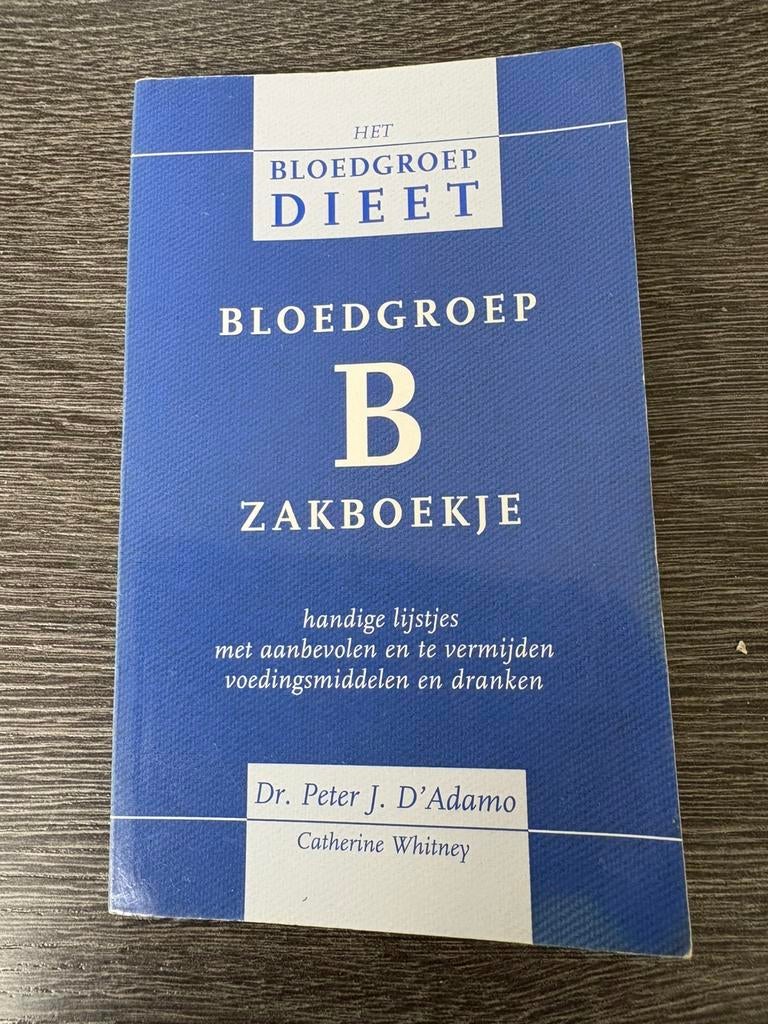 HET
BLOEDGROEP
DIEET
BLOEDGROEP
B
ZAKBOEKJE
handige lijstjes
met aanbevolen en te vermijden
voedingsmiddelen en dranken
Dr. Peter J. D'Adamo
Catherine Whitney